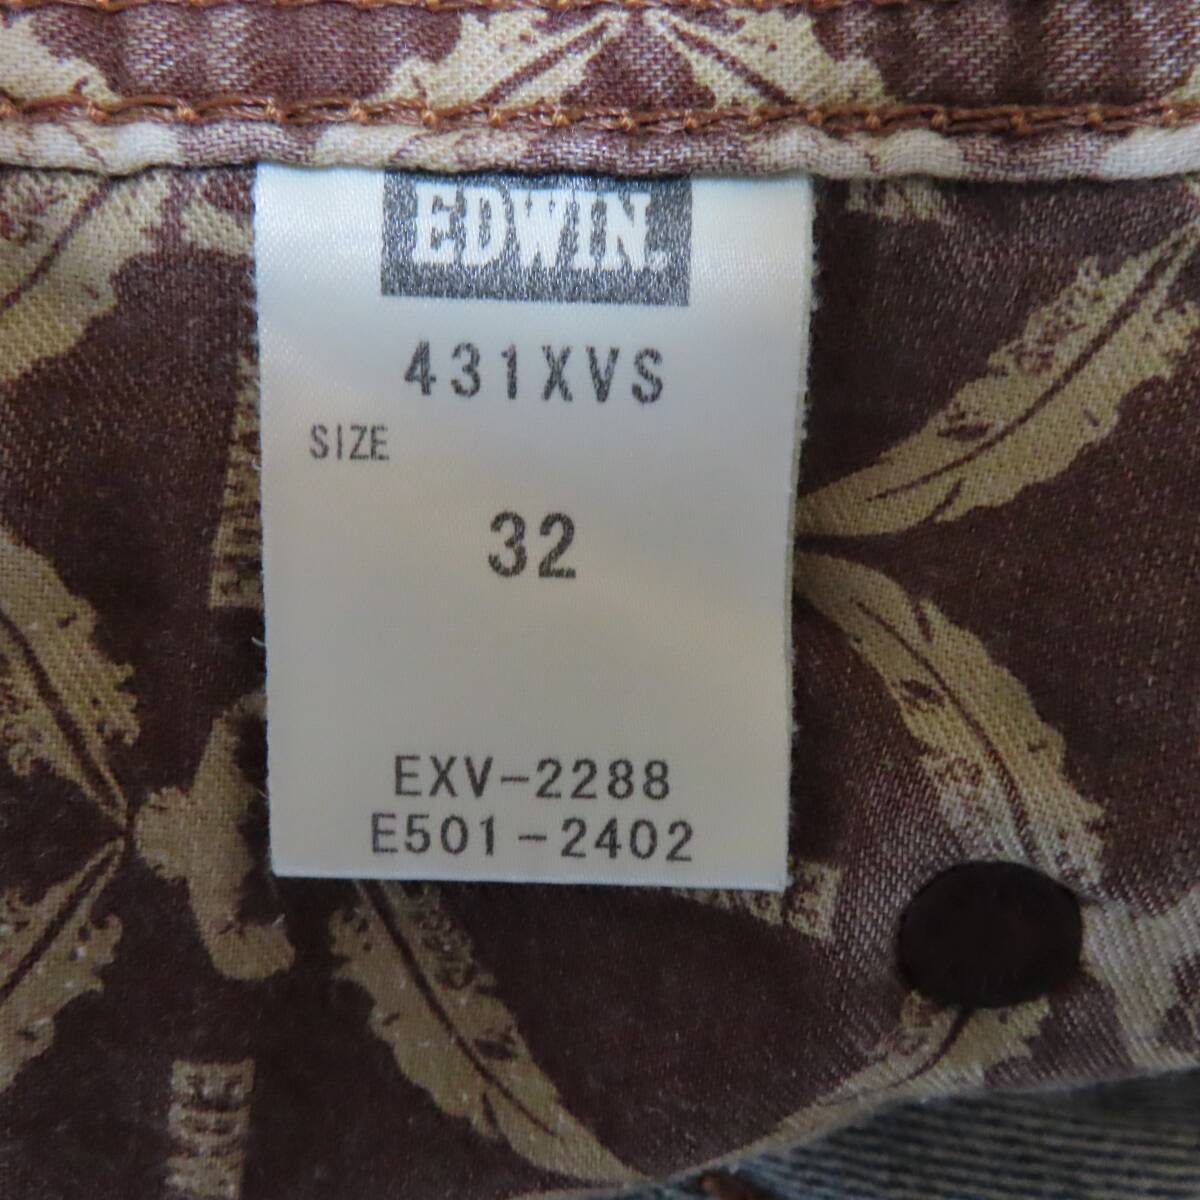 EDWIN.
431XVS
SIZE
32
EXV-2288
E501-2402